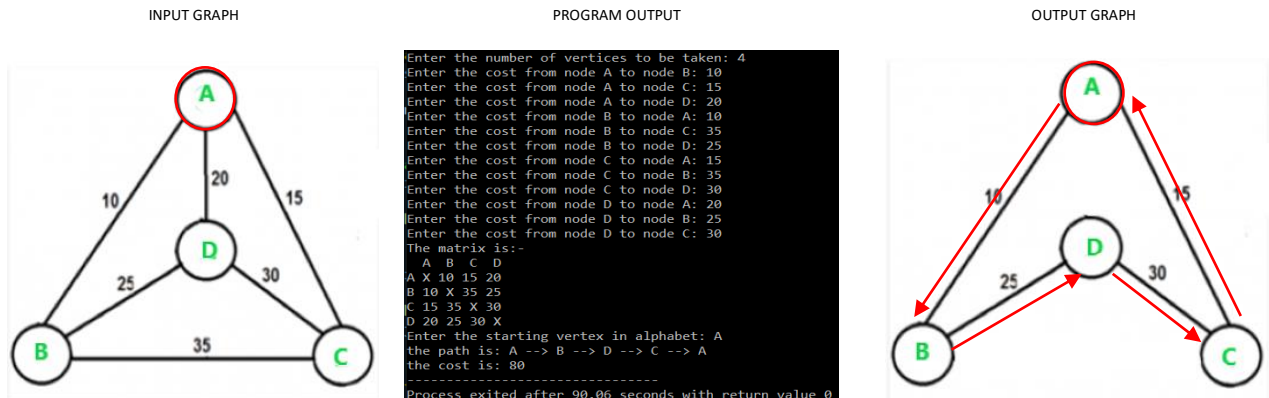 INPUT GRAPH
PROGRAM OUTPUT
OUTPUT GRAPH
A
20
10
15
D
25
30
35
B
C
Enter the number of vertices to be taken: 4
Enter the cost from node A to node B: 10
Enter the cost from node A to node C: 15
Enter the cost from node A to node D: 20
Enter the cost from node B to node A: 10
Enter the cost from node B to node C: 35
Enter the cost from node B to node D: 25
Enter the cost from node C to node A: 15
Enter the cost from node C to node B: 35
Enter the cost from node C to node D: 30
Enter the cost from node D to node A: 20
Enter the cost from node D to node B: 25
Enter the cost from node D to node C: 30
The matrix is:-
A B C D
A X 10 15 20
B 10 X 35 25
C 15 35 X 30
D 20 25 30 X
Enter the starting vertex in alphabet: A
the path is: A --> B --> D --> C --> A
the cost is: 80
--------------------------------
Process exited after 90.06 seconds with return value 0
A
10
15
D
25
30
B
C